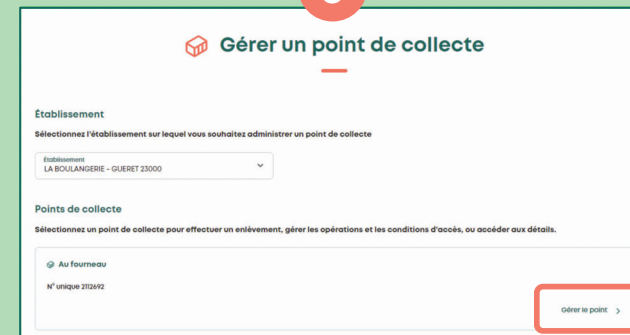 Gérer un point de collecte
Établissement
Sélectionnez l'établissement sur lequel vous souhaitez administrer un point de collecte
Établissement
LA BOULANGERIE - GUERET 23000
Points de collecte
Sélectionnez un point de collecte pour effectuer un enlèvement, gérer les opérations et les conditions d'accès, ou accéder aux détails.
Au fourneau
N° unique 2112692
Gérer le point >